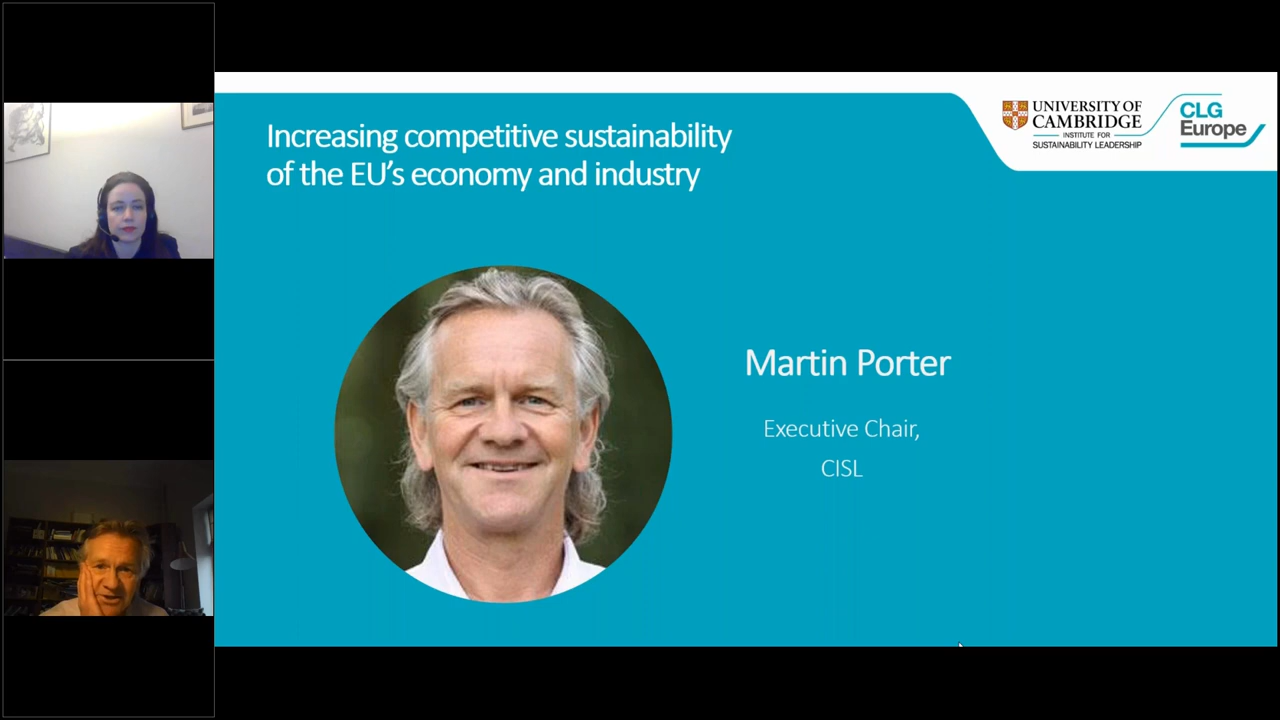 Increasing competitive sustainability
of the EU's economy and industry
UNIVERSITY OF
CAMBRIDGE
INSTITUTE FOR
SUSTAINABILITY LEADERSHIP
CLG
Europe
Martin Porter
Executive Chair,
CISL